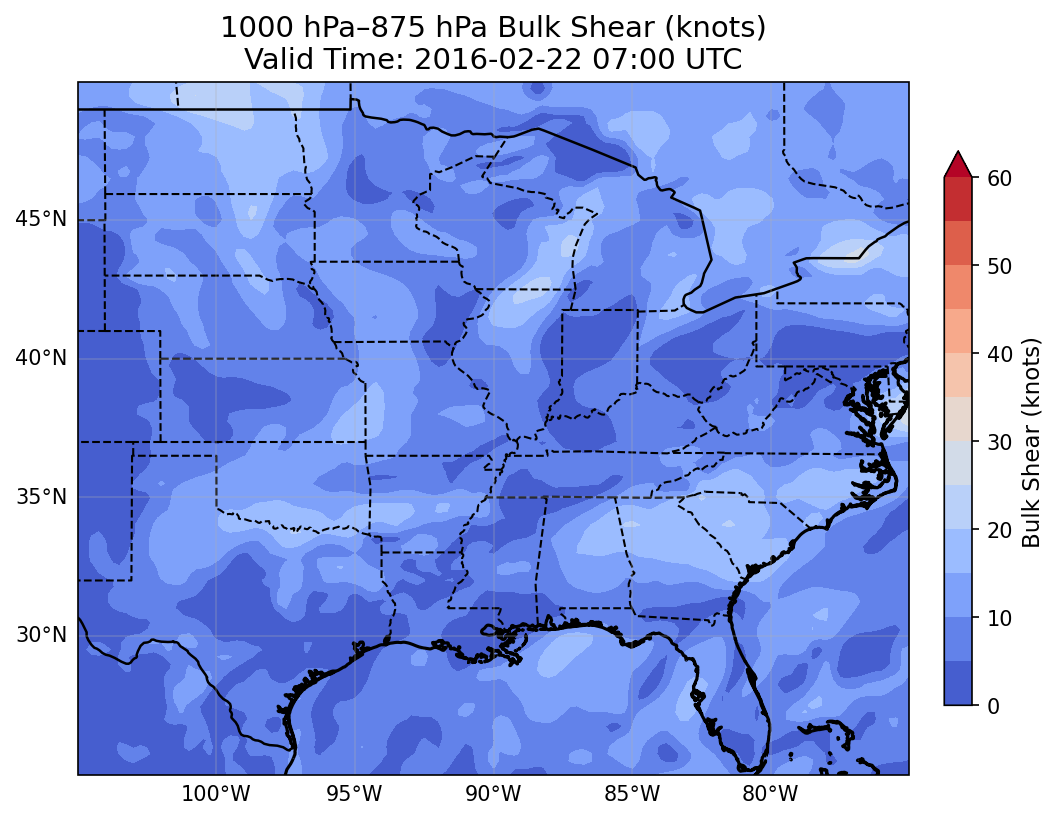 1000 hPa–875 hPa Bulk Shear (knots)
Valid Time: 2016-02-22 07:00 UTC
45°N
40°N
35°N
30°N
100°W
95°W
90°W
85°W
80°W
60
50
40
30
20
10
0
Bulk Shear (knots)